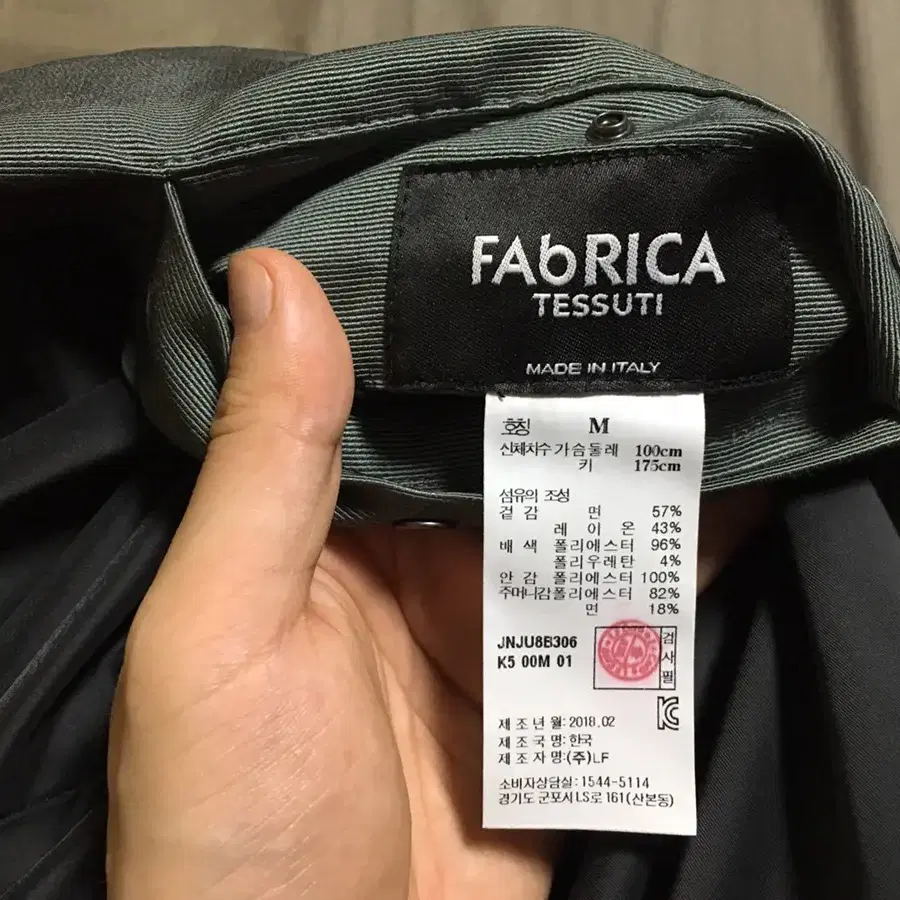 FAbRICA
TESSUTI
MADE IN ITALY
호칭 M
신체치수 가슴둘레 100cm
키 175cm
섬유의 조성
겉감 면 57%
레이온 43%
배색 폴리에스터 96%
폴리우레탄 4%
안감 폴리에스터 100%
주머니감 폴리에스터 82%
면 18%
JNJU8B306
K5 00M 01
검사필
제조년월: 2018.02
제조국명: 한국
제조자명: (주)LF
소비자상담실: 1544-5114
경기도 군포시 LS로 161(산본동)